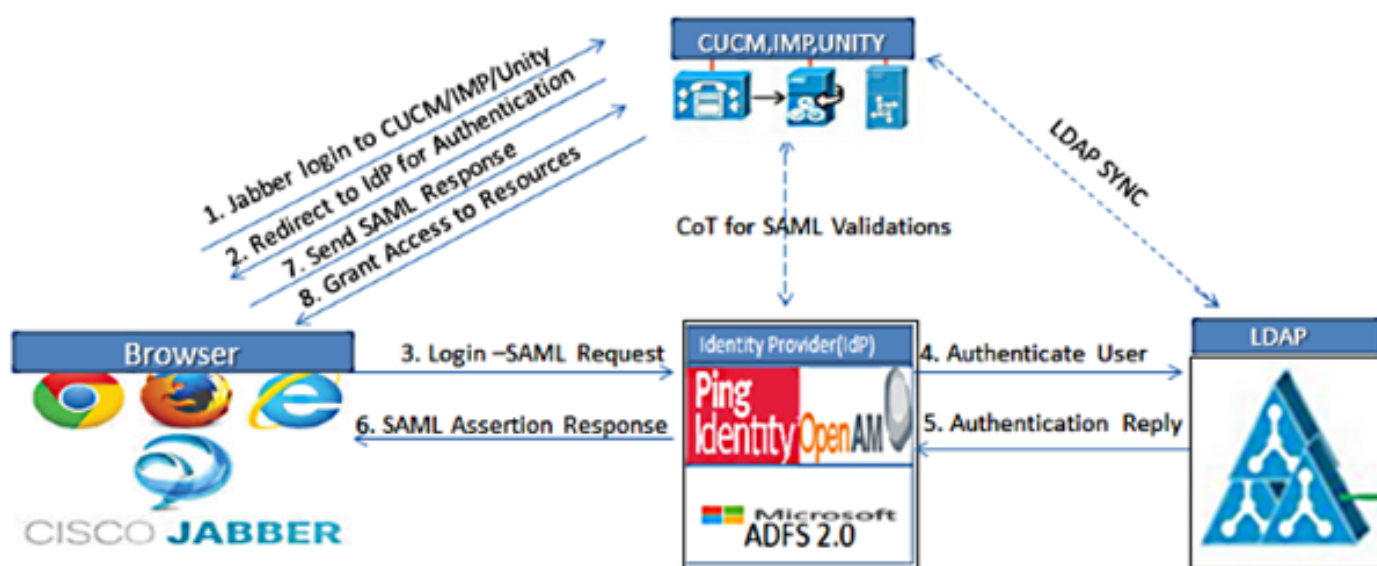 CUCM,IMP,UNITY
1. Jabber login to CUCM/IMP/Unity
2. Redirect to IdP for Authentication
7. Send SAML Response
8. Grant Access to Resources
LDAP SYNC
CoT for SAML Validations
Browser
3. Login –SAML Request
6. SAML Assertion Response
CISCO JABBER
Identity Provider(IdP)
Ping
Identity
OpenAM
Microsoft
ADFS 2.0
4. Authenticate User
5. Authentication Reply
LDAP